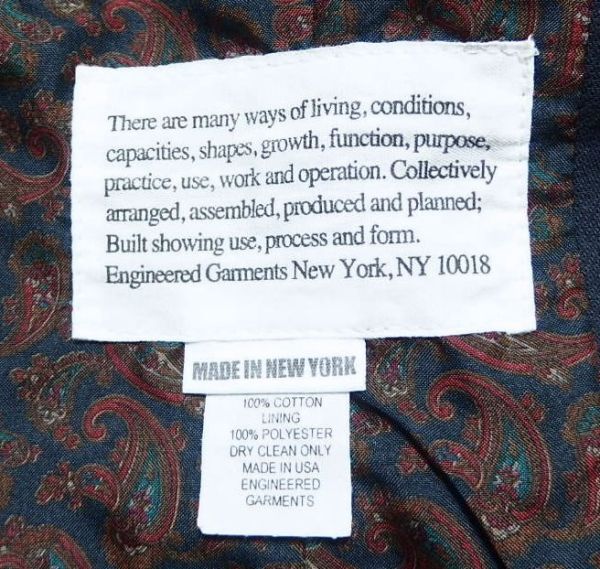 There are many ways of living, conditions,
capacities, shapes, growth, function, purpose,
practice, use, work and operation. Collectively
arranged, assembled, produced and planned;
Built showing use, process and form.
Engineered Garments New York, NY 10018
MADE IN NEW YORK
100% COTTON
LINING
100% POLYESTER
DRY CLEAN ONLY
MADE IN USA
ENGINEERED
GARMENTS